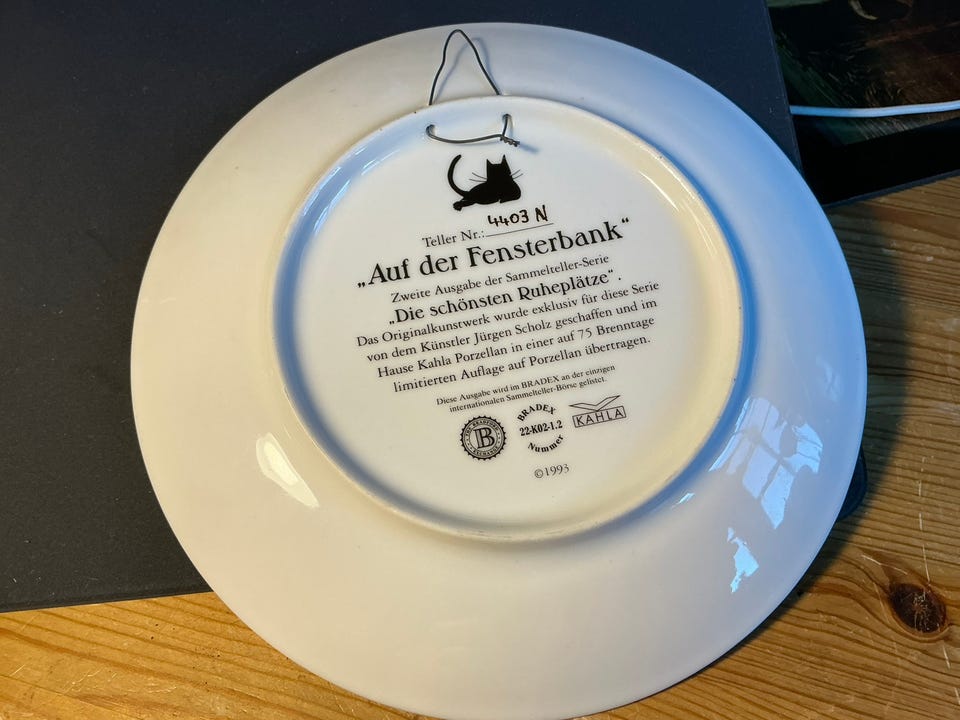 Teller Nr.: 4403 N
„Auf der Fensterbank“
Zweite Ausgabe der Sammelteller-Serie
„Die schönsten Ruheplätze“.
Das Originalkunstwerk wurde exklusiv für diese Serie
von dem Künstler Jürgen Scholz geschaffen und im
Hause Kahla Porzellan in einer auf 75 Brenntage
limitierten Auflage auf Porzellan übertragen.
Diese Ausgabe wird im BRADEX an der einzigen
internationalen Sammelteller-Börse gelistet.
THE BRADFORD
B
EXCHANGE
BRADEX
22-K02-1.2
Nummer
KAHLA
©1993